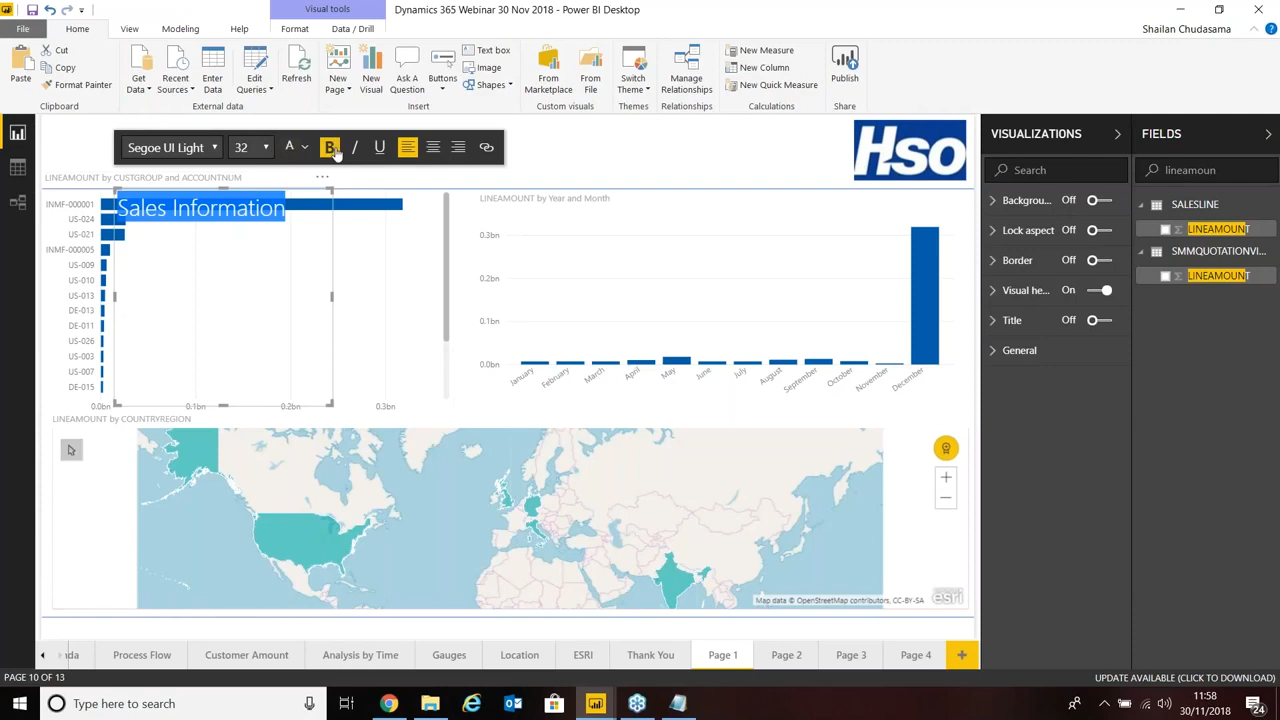 Visual tools
Dynamics 365 Webinar 30 Nov 2018 - Power BI Desktop
File
Home
View
Modeling
Help
Format
Data / Drill
Shailan Chudasama
Paste
Cut
Copy
Format Painter
Clipboard
Get Data
Recent Sources
Enter Data
Edit Queries
Refresh
External data
New Page
New Visual
Ask A Question
Buttons
Text box
Image
Shapes
Insert
From Marketplace
From File
Custom visuals
Switch Theme
Themes
Manage Relationships
Relationships
New Measure
New Column
New Quick Measure
Calculations
Publish
Share
Segoe UI Light
32
A
B
I
U
Hso
LINEAMOUNT by CUSTGROUP and ACCOUNTNUM
Sales Information
INMF-000001
US-024
US-021
INMF-000005
US-009
US-010
US-013
DE-013
DE-011
US-026
US-003
US-007
DE-015
0.0bn 0.1bn 0.2bn 0.3bn
LINEAMOUNT by Year and Month
0.3bn
0.2bn
0.1bn
0.0bn
January February March April May June July August September October November December
LINEAMOUNT by COUNTRYREGION
Map data © OpenStreetMap contributors, CC-BY-SA
esri
VISUALIZATIONS
Search
Backgrou... Off
Lock aspect Off
Border Off
Visual he... On
Title Off
General
FIELDS
lineamoun
SALESLINE
LINEAMOUNT
SMMQUOTATIONVI...
LINEAMOUNT
nda
Process Flow
Customer Amount
Analysis by Time
Gauges
Location
ESRI
Thank You
Page 1
Page 2
Page 3
Page 4
PAGE 10 OF 13
UPDATE AVAILABLE (CLICK TO DOWNLOAD)
Type here to search
11:58
30/11/2018
24